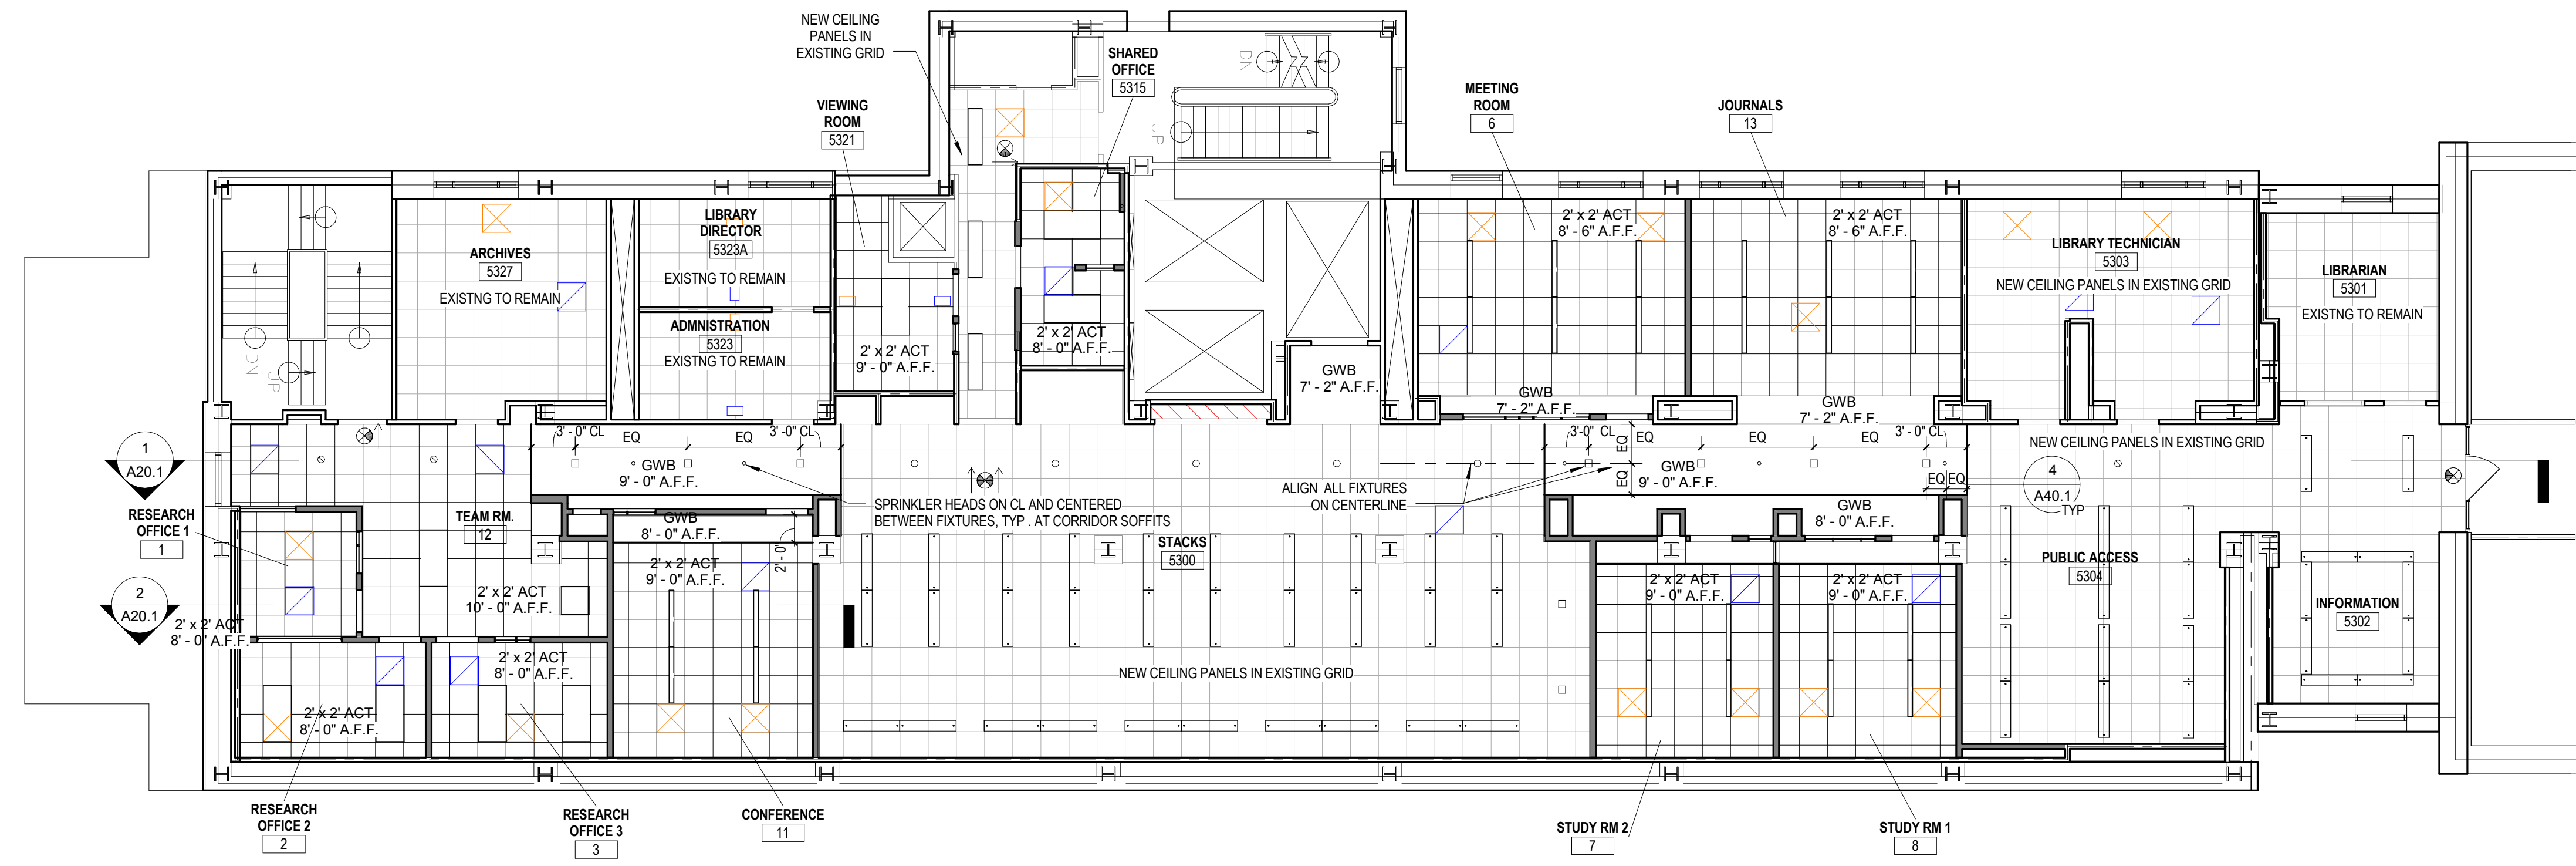 NEW CEILING
PANELS IN
EXISTING GRID
SHARED
OFFICE
5315
DN
UP
VIEWING
ROOM
5321
MEETING
ROOM
6
JOURNALS
13
LIBRARY
DIRECTOR
5323A
EXISTNG TO REMAIN
ARCHIVES
5327
EXISTNG TO REMAIN
ADMNISTRATION
5323
EXISTNG TO REMAIN
DN
UP
2' x 2' ACT
9' - 0" A.F.F.
2' x 2' ACT
8' - 0" A.F.F.
GWB
7' - 2" A.F.F.
2' x 2' ACT
8' - 6" A.F.F.
2' x 2' ACT
8' - 6" A.F.F.
LIBRARY TECHNICIAN
5303
NEW CEILING PANELS IN EXISTING GRID
LIBRARIAN
5301
EXISTNG TO REMAIN
GWB
7' - 2" A.F.F.
GWB
7' - 2" A.F.F.
1
A20.1
3' - 0" CL
EQ
EQ
3' - 0" CL
GWB
9' - 0" A.F.F.
SPRINKLER HEADS ON CL AND CENTERED
BETWEEN FIXTURES, TYP . AT CORRIDOR SOFFITS
ALIGN ALL FIXTURES
ON CENTERLINE
3'-0" CL
EQ
EQ
EQ
EQ
EQ
3' - 0" CL
GWB
9' - 0" A.F.F.
EQ
EQ
NEW CEILING PANELS IN EXISTING GRID
4
A40.1
TYP
RESEARCH
OFFICE 1
1
TEAM RM.
12
2' x 2' ACT
10' - 0" A.F.F.
2
A20.1
2' x 2' ACT
8' - 0" A.F.F.
GWB
8' - 0" A.F.F.
2' - 0"
2' x 2' ACT
9' - 0" A.F.F.
STACKS
5300
NEW CEILING PANELS IN EXISTING GRID
GWB
8' - 0" A.F.F.
2' x 2' ACT
9' - 0" A.F.F.
2' x 2' ACT
9' - 0" A.F.F.
PUBLIC ACCESS
5304
INFORMATION
5302
2' x 2' ACT
8' - 0" A.F.F.
2' x 2' ACT
8' - 0" A.F.F.
RESEARCH
OFFICE 2
2
RESEARCH
OFFICE 3
3
CONFERENCE
11
STUDY RM 2
7
STUDY RM 1
8